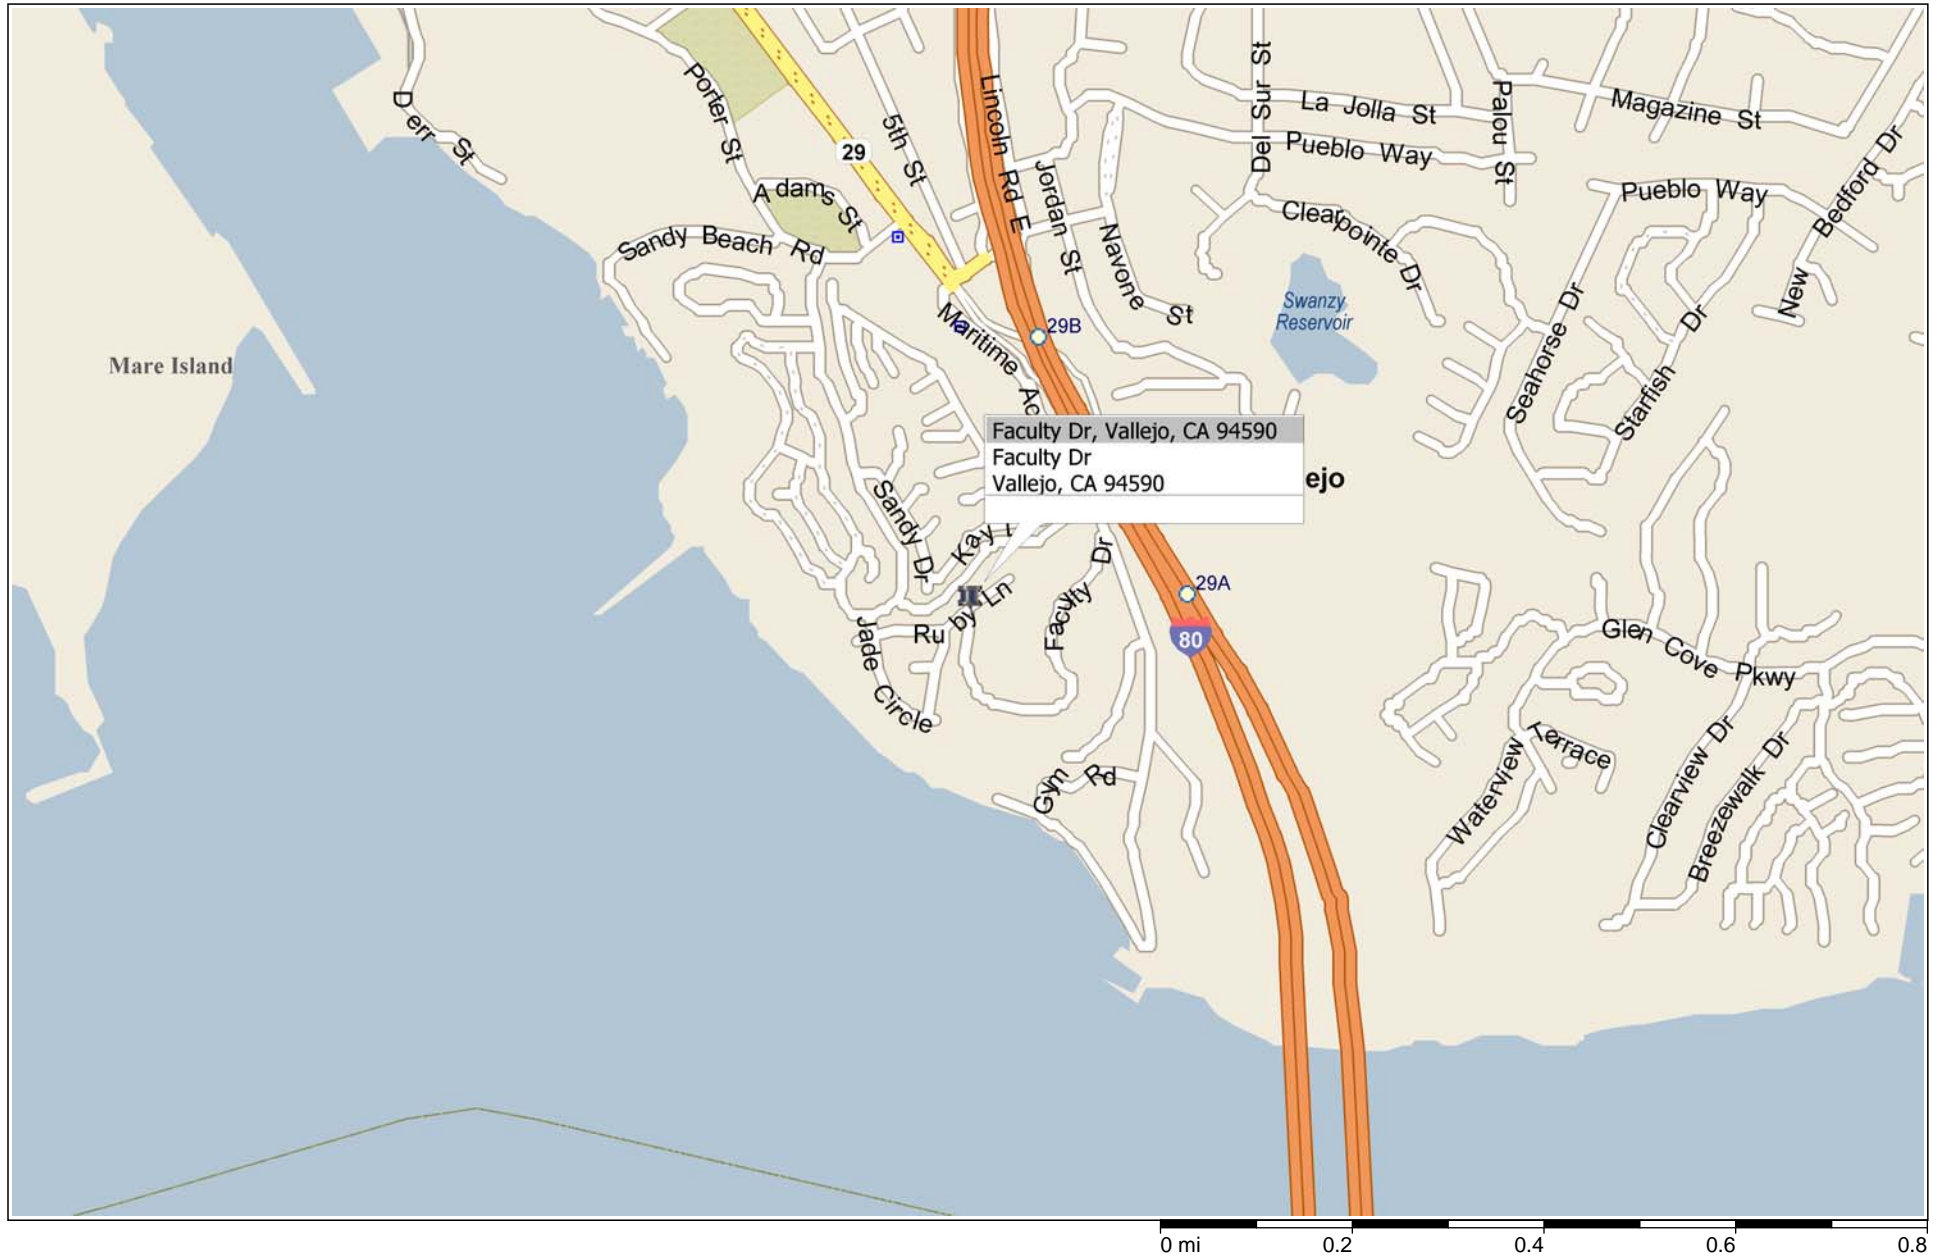 Derr St
Porter St
29
5th St
Lincoln Rd E
Del Sur St
La Jolla St
Palou St
Magazine St
Pueblo Way
Pueblo Way
New Bedford Dr
Adams St
Jordan St
Navone St
Clearpointe Dr
Sandy Beach Rd
Swanzy
Reservoir
29B
Maritime Ac
Seahorse Dr
Starfish Dr
Mare Island
Faculty Dr, Vallejo, CA 94590
Faculty Dr
Vallejo, CA 94590
ejo
Sandy Dr
Kay L
Ruby Ln
Faculty Dr
29A
80
Jade Circle
Glen Cove Pkwy
Gym Rd
Waterview Terrace
Clearview Dr
Breezewalk Dr
0 mi 0.2 0.4 0.6 0.8